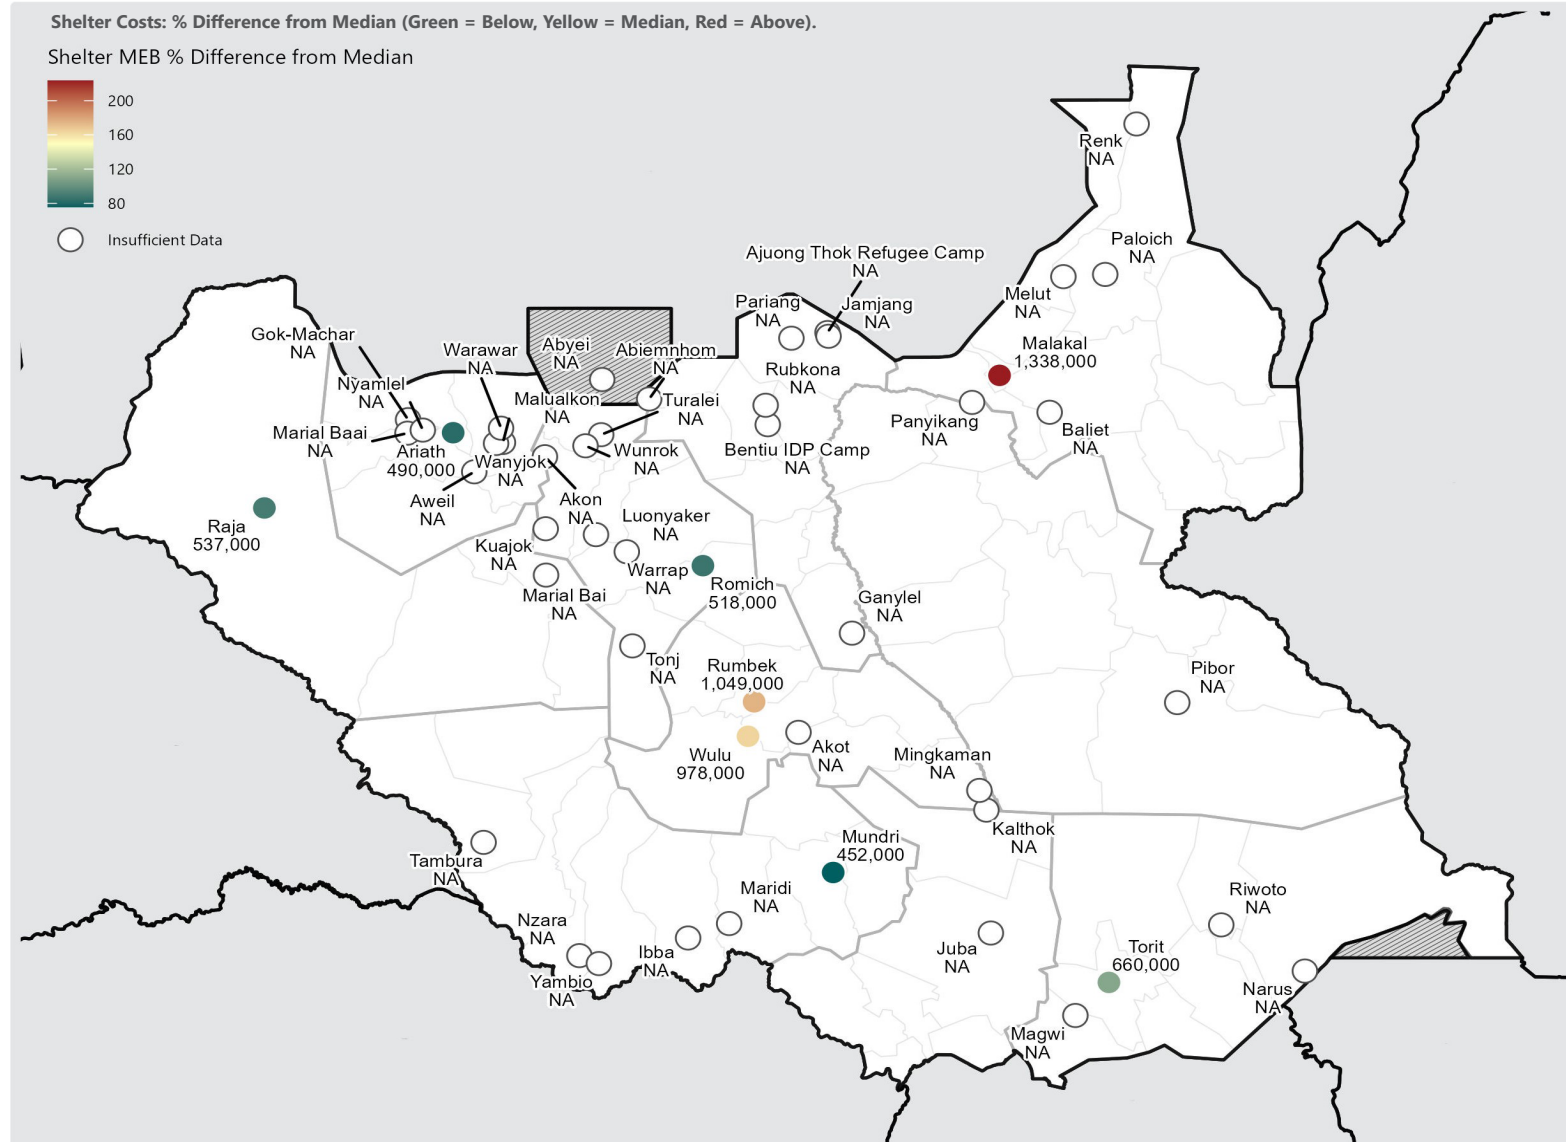 Shelter Costs: % Difference from Median (Green = Below, Yellow = Median, Red = Above).
Shelter MEB % Difference from Median
200
160
120
80
Insufficient Data
Renk
NA
Paloich
NA
Melut
NA
Ajuong Thok Refugee Camp
NA
Pariang
NA
Jamjang
NA
Malakal
1,338,000
Gok-Machar
NA
Warawar
NA
Abyei
NA
Abiemnhom
NA
Rubkona
NA
Nyamlel
NA
Malualkon
NA
Turalei
NA
Panyikang
NA
Baliet
NA
Marial Baai
NA
Ariath
490,000
Wanyjok
NA
Wunrok
NA
Bentiu IDP Camp
NA
Aweil
NA
Akon
NA
Luonyaker
NA
Raja
537,000
Kuajok
NA
Warrap
NA
Romich
518,000
Marial Bai
NA
Ganylel
NA
Tonj
NA
Rumbek
1,049,000
Pibor
NA
Wulu
978,000
Akot
NA
Mingkaman
NA
Kalthok
NA
Mundri
452,000
Tambura
NA
Maridi
NA
Riwoto
NA
Nzara
NA
Ibba
NA
Juba
NA
Torit
660,000
Yambio
NA
Narus
NA
Magwi
NA